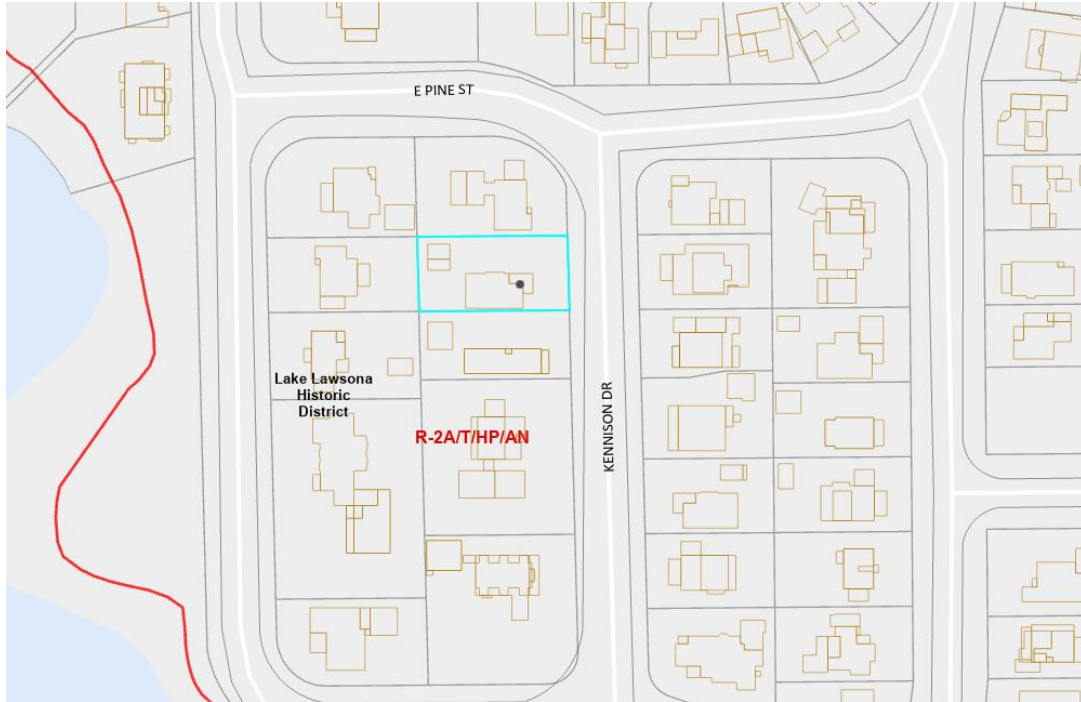 E PINE ST
Lake Lawsona
Historic
District
R-2A/T/HP/AN
KENNISON DR